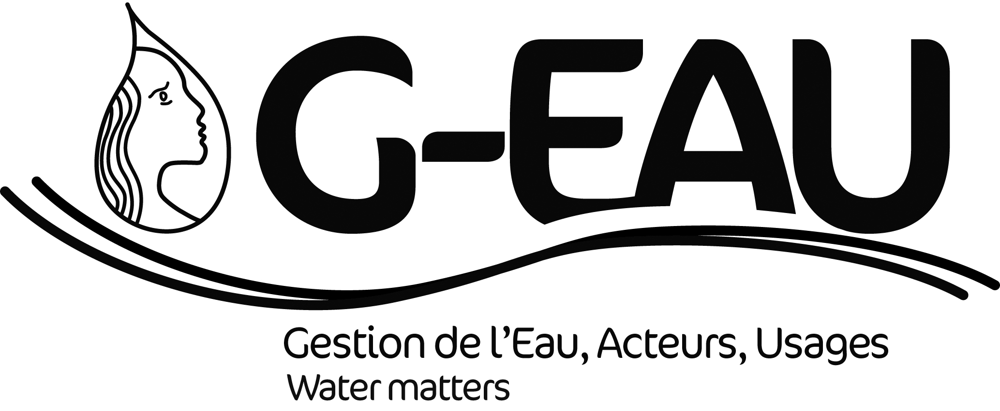 G-EAU
Gestion de l’Eau, Acteurs, Usages
Water matters